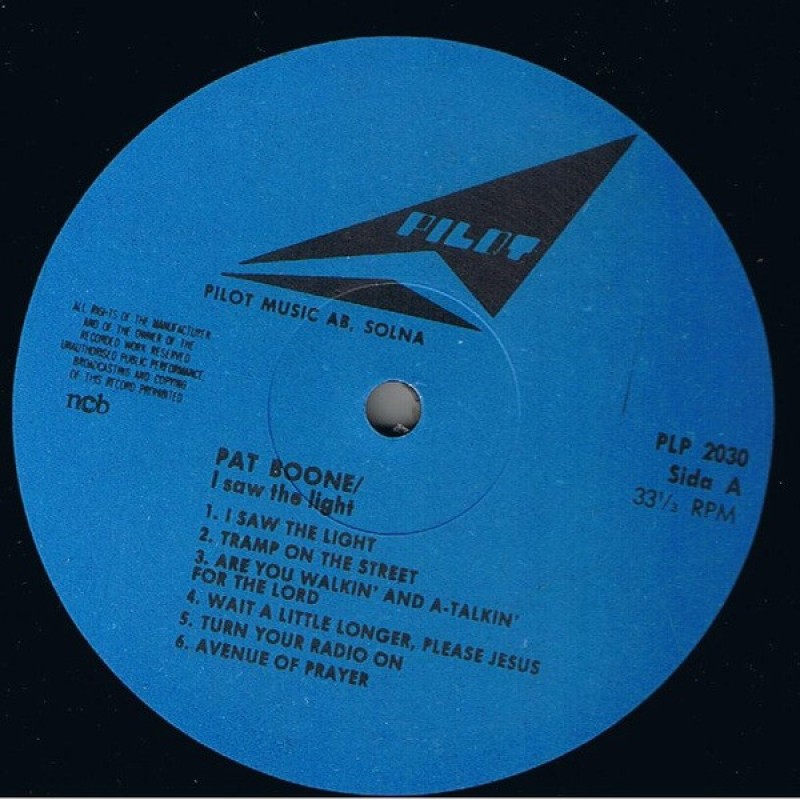 PILOT
PILOT MUSIC AB, SOLNA
ALL RIGHTS OF THE MANUFACTURER
AND OF THE OWNER OF THE
RECORDED WORK RESERVED
UNAUTHORISED PUBLIC PERFORMANCE,
BROADCASTING AND COPYING
OF THIS RECORD PROHIBITED
ncb
PLP 2030
Sida A
33 1/3 RPM
PAT BOONE/
I saw the light
1. I SAW THE LIGHT
2. TRAMP ON THE STREET
3. ARE YOU WALKIN' AND A-TALKIN'
FOR THE LORD
4. WAIT A LITTLE LONGER, PLEASE JESUS
5. TURN YOUR RADIO ON
6. AVENUE OF PRAYER